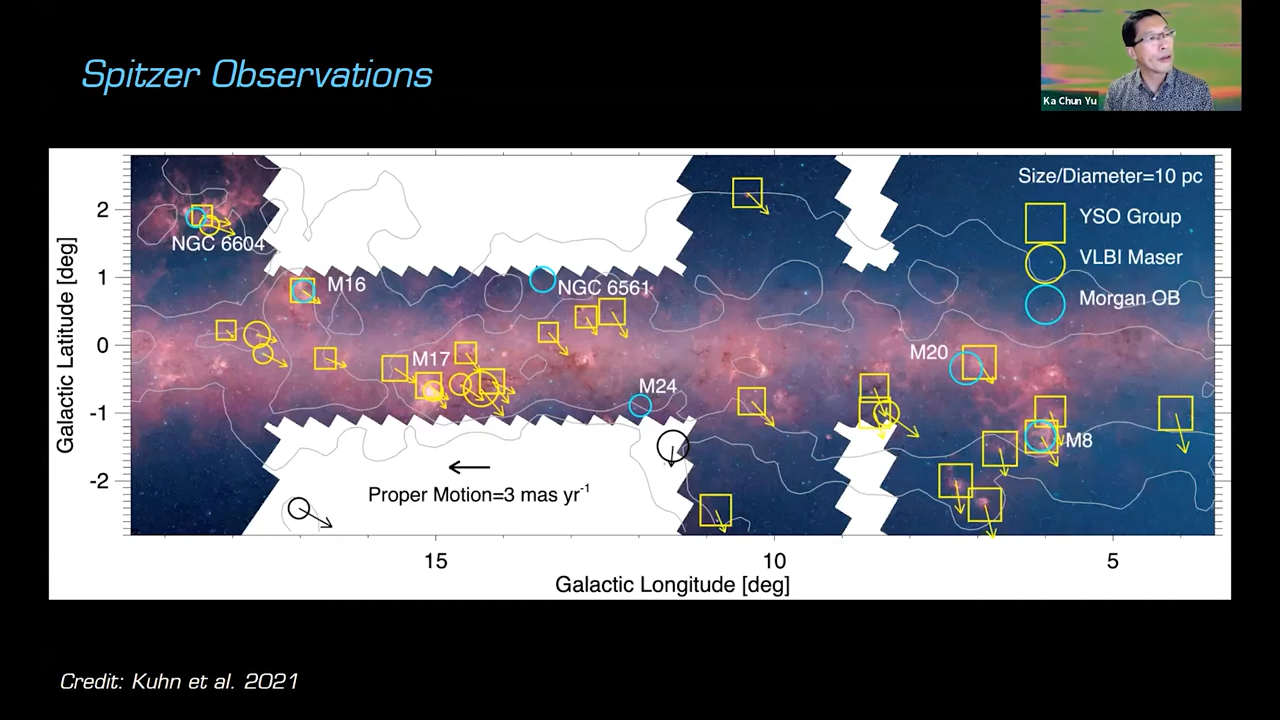 Spitzer Observations
Ka Chun Yu
Size/Diameter=10 pc
YSO Group
VLBI Maser
Morgan OB
NGC 6604
M16
NGC 6561
M17
M20
M24
M8
Proper Motion=3 mas yr⁻¹
2
1
0
-1
-2
Galactic Latitude [deg]
15
10
5
Galactic Longitude [deg]
Credit: Kuhn et al. 2021